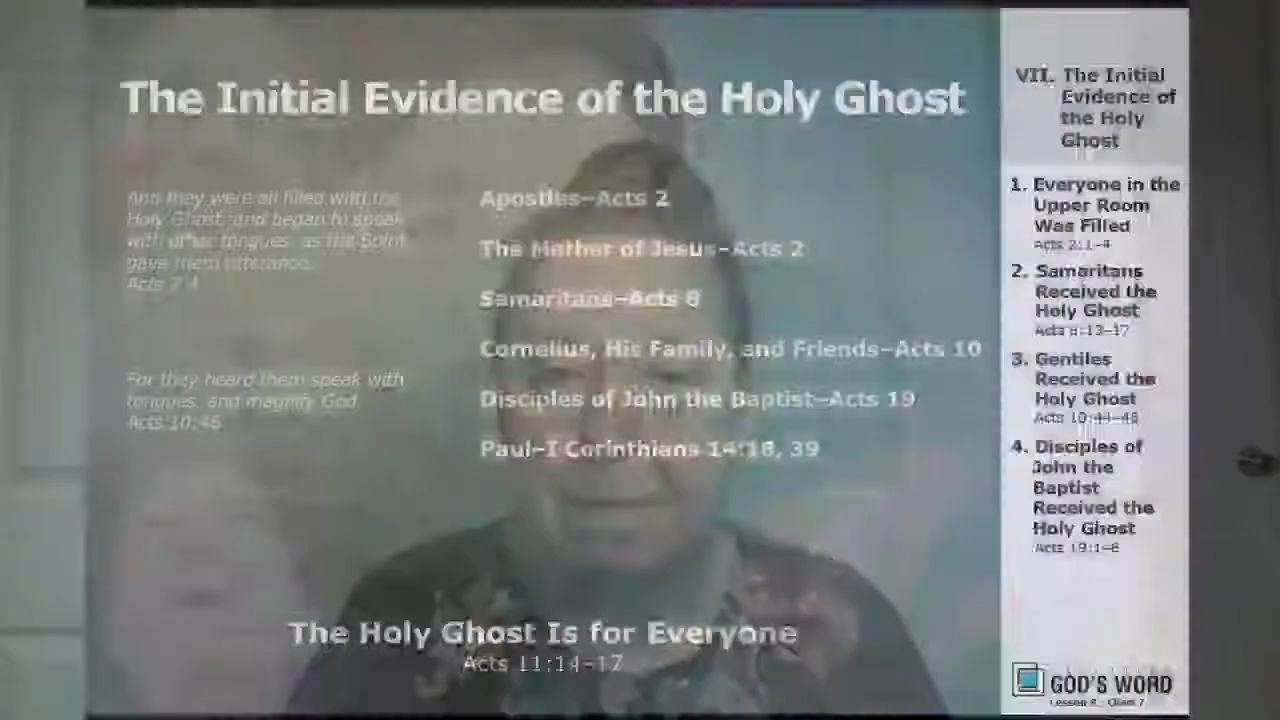 The Initial Evidence of the Holy Ghost
And they were all filled with the
Holy Ghost, and began to speak
with other tongues, as the Spirit
gave them utterance.
Acts 2:4
For they heard them speak with
tongues, and magnify God.
Acts 10:46
Apostles–Acts 2
The Mother of Jesus–Acts 2
Samaritans–Acts 8
Cornelius, His Family, and Friends–Acts 10
Disciples of John the Baptist–Acts 19
Paul–I Corinthians 14:18, 39
The Holy Ghost Is for Everyone
Acts 11:14–17
VII. The Initial
Evidence of
the Holy
Ghost
1. Everyone in the
Upper Room
Was Filled
Acts 2:1–4
2. Samaritans
Received the
Holy Ghost
Acts 8:13–17
3. Gentiles
Received the
Holy Ghost
Acts 10:44–48
4. Disciples of
John the
Baptist
Received the
Holy Ghost
Acts 19:1–6
GOD'S WORD
Lesson